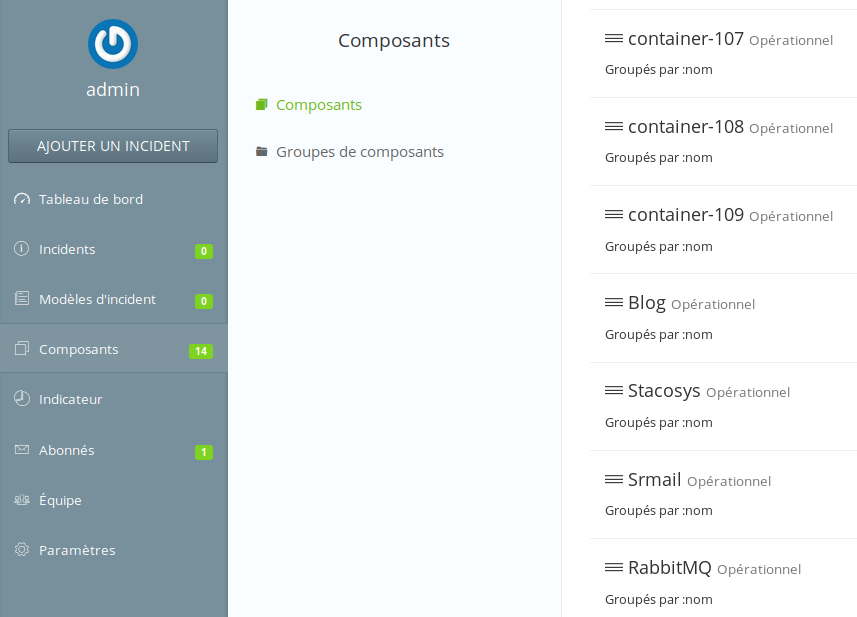 admin
AJOUTER UN INCIDENT
Tableau de bord
Incidents 0
Modèles d'incident 0
Composants 14
Indicateur
Abonnés 1
Équipe
Paramètres
Composants
Composants
Groupes de composants
container-107 Opérationnel
Groupés par :nom
container-108 Opérationnel
Groupés par :nom
container-109 Opérationnel
Groupés par :nom
Blog Opérationnel
Groupés par :nom
Stacosys Opérationnel
Groupés par :nom
Srmail Opérationnel
Groupés par :nom
RabbitMQ Opérationnel
Groupés par :nom